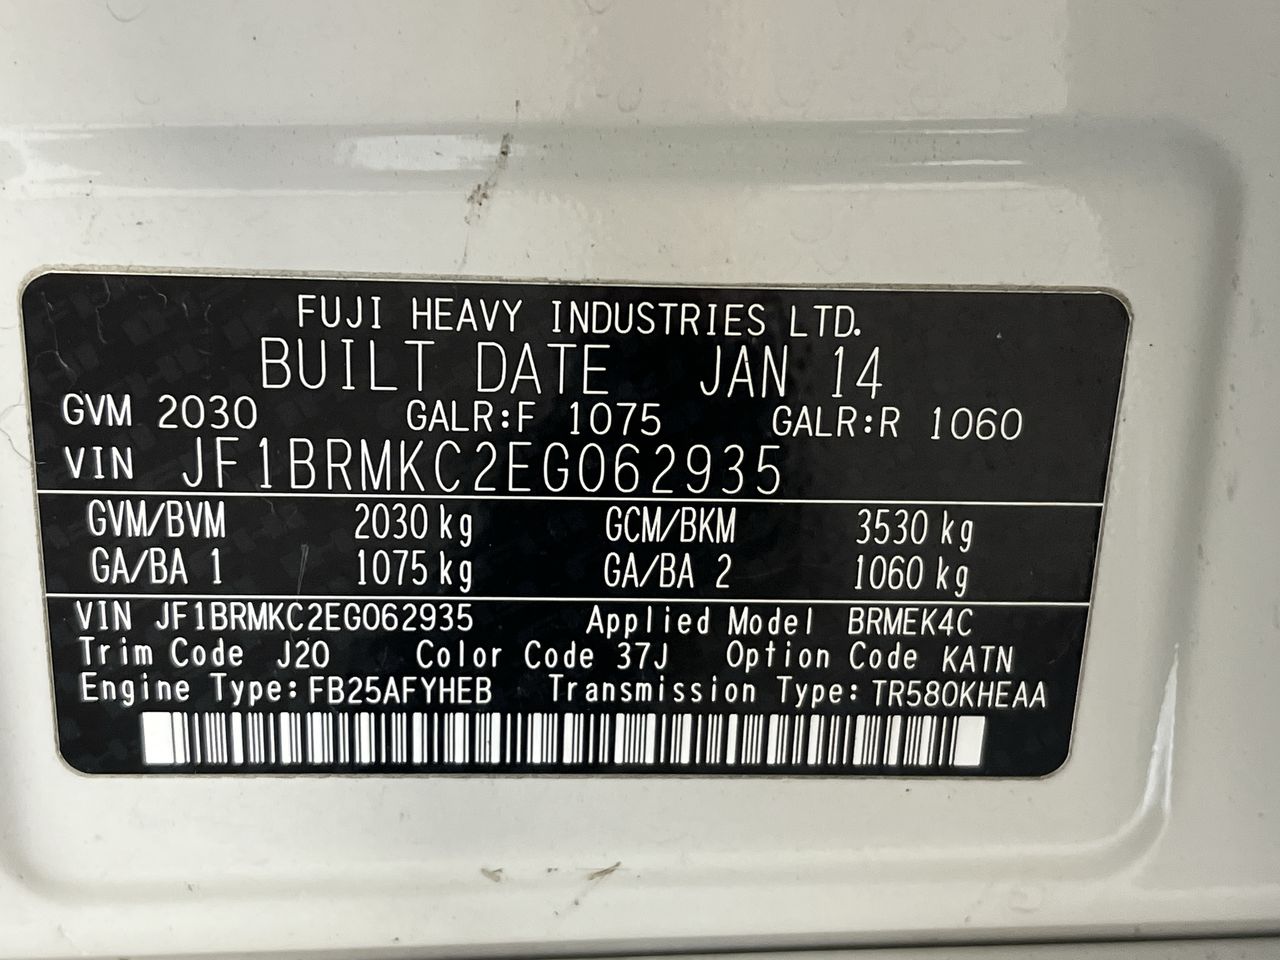 FUJI HEAVY INDUSTRIES LTD.
BUILT DATE JAN 14
GVM 2030 GALR:F 1075 GALR:R 1060
VIN JF1BRMKC2EG062935
GVM/BVM 2030 kg GCM/BKM 3530 kg
GA/BA 1 1075 kg GA/BA 2 1060 kg
VIN JF1BRMKC2EG062935 Applied Model BRMEK4C
Trim Code J20 Color Code 37J Option Code KATN
Engine Type: FB25AFYHEB Transmission Type: TR580KHEAA